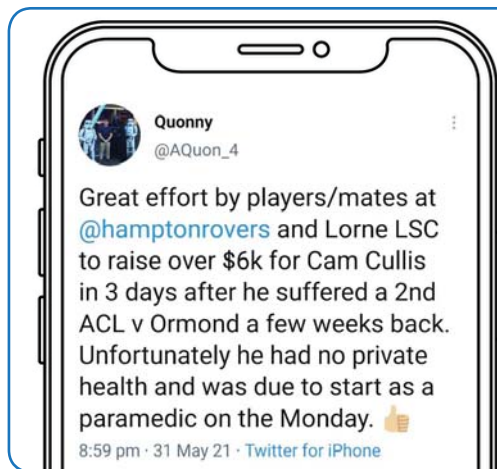 Quonny
@AQuon_4
Great effort by players/mates at
@hamptonrovers and Lorne LSC
to raise over $6k for Cam Cullis
in 3 days after he suffered a 2nd
ACL v Ormond a few weeks back.
Unfortunately he had no private
health and was due to start as a
paramedic on the Monday. 👍🏼
8:59 pm · 31 May 21 · Twitter for iPhone